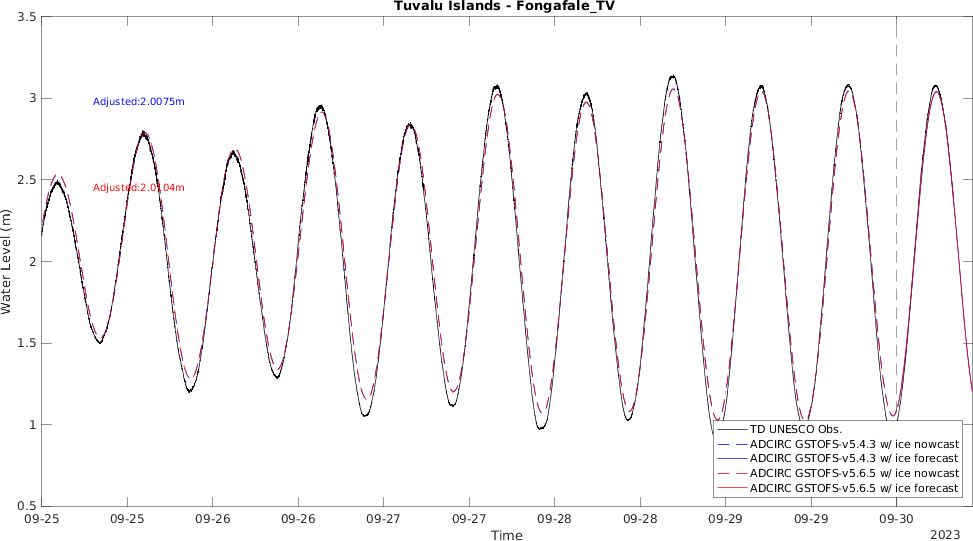 Tuvalu Islands - Fongafale_TV
3.5
3
2.5
2
1.5
1
0.5
Water Level (m)
Adjusted:2.0075m
Adjusted:2.0104m
TD UNESCO Obs.
ADCIRC GSTOFS-v5.4.3 w/ ice nowcast
ADCIRC GSTOFS-v5.4.3 w/ ice forecast
ADCIRC GSTOFS-v5.6.5 w/ ice nowcast
ADCIRC GSTOFS-v5.6.5 w/ ice forecast
09-25 09-25 09-26 09-26 09-27 09-27 09-28 09-28 09-29 09-29 09-30
Time
2023